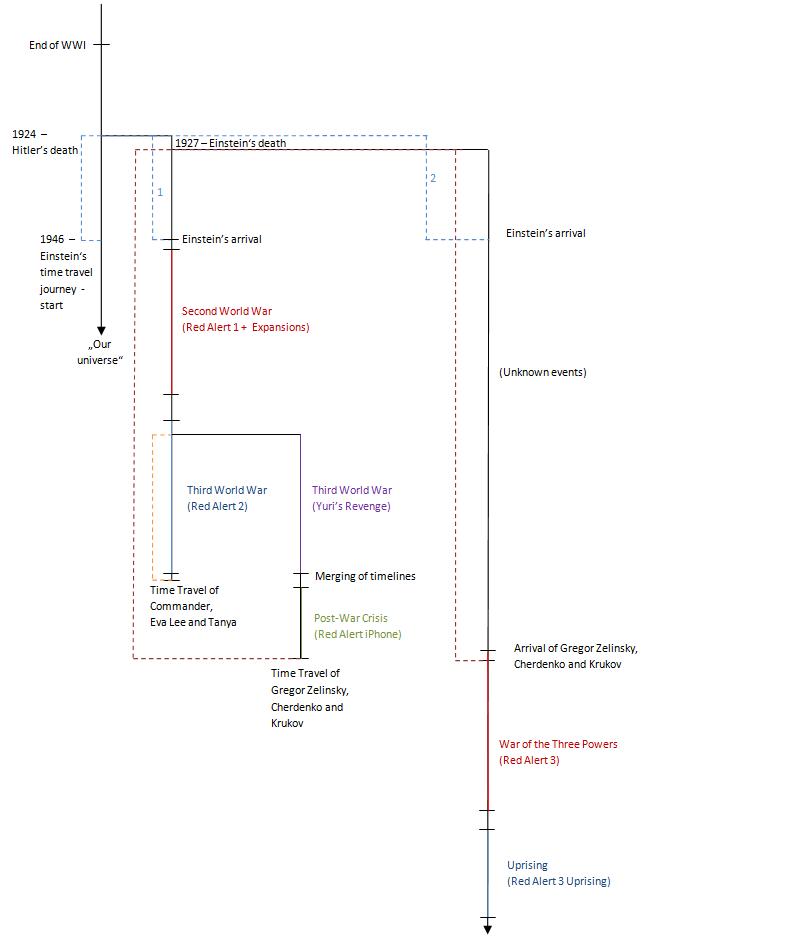 End of WWI
1924 –
Hitler's death
1927 – Einstein's death
1
2
1946 –
Einstein's
time travel
journey -
start
Einstein's arrival
Einstein's arrival
Second World War
(Red Alert 1 + Expansions)
„Our
universe“
(Unknown events)
Third World War
(Red Alert 2)
Third World War
(Yuri's Revenge)
Merging of timelines
Time Travel of
Commander,
Eva Lee and Tanya
Post-War Crisis
(Red Alert iPhone)
Arrival of Gregor Zelinsky,
Cherdenko and Krukov
Time Travel of
Gregor Zelinsky,
Cherdenko and
Krukov
War of the Three Powers
(Red Alert 3)
Uprising
(Red Alert 3 Uprising)